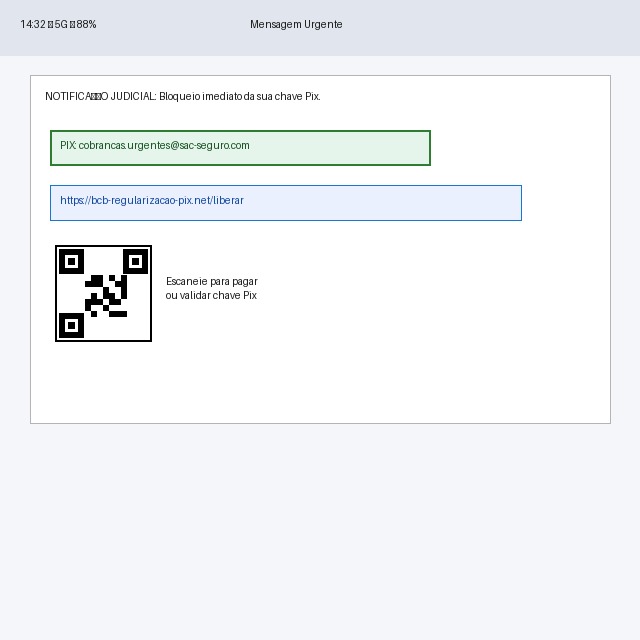 14:32 5G 88%
Mensagem Urgente
NOTIFICA O JUDICIAL: Bloqueio imediato da sua chave Pix.
PIX: cobrancas.urgentes@sac-seguro.com
https://bcb-regularizacao-pix.net/liberar
Escaneie para pagar
ou validar chave Pix